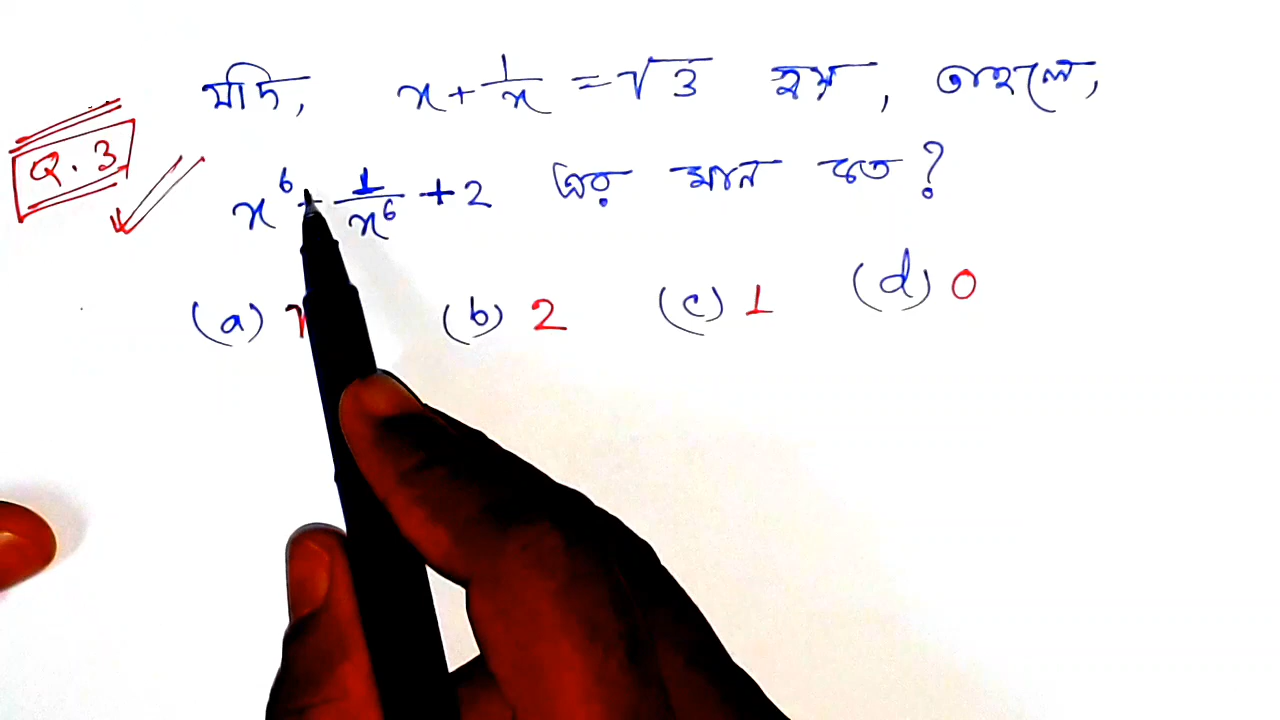 যদি, x + 1/x = √3 হয়, তাহলে,
Q. 3
x⁶ + 1/x⁶ + 2 এর মান কত ?
(a) (b) 2 (c) 1 (d) 0